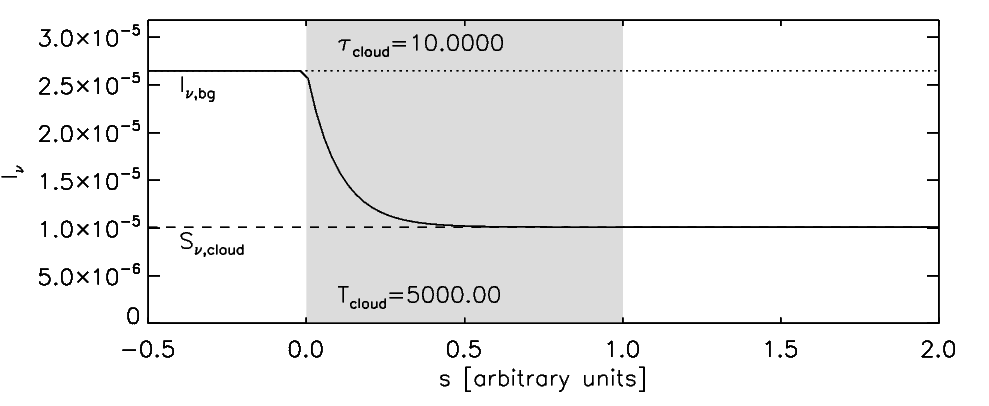 3.0×10⁻⁵
τcloud=10.0000
2.5×10⁻⁵
Iν,bg
2.0×10⁻⁵
Iν
1.5×10⁻⁵
1.0×10⁻⁵
Sν,cloud
5.0×10⁻⁶
Tcloud=5000.00
0
−0.5 0.0 0.5 1.0 1.5 2.0
s [arbitrary units]